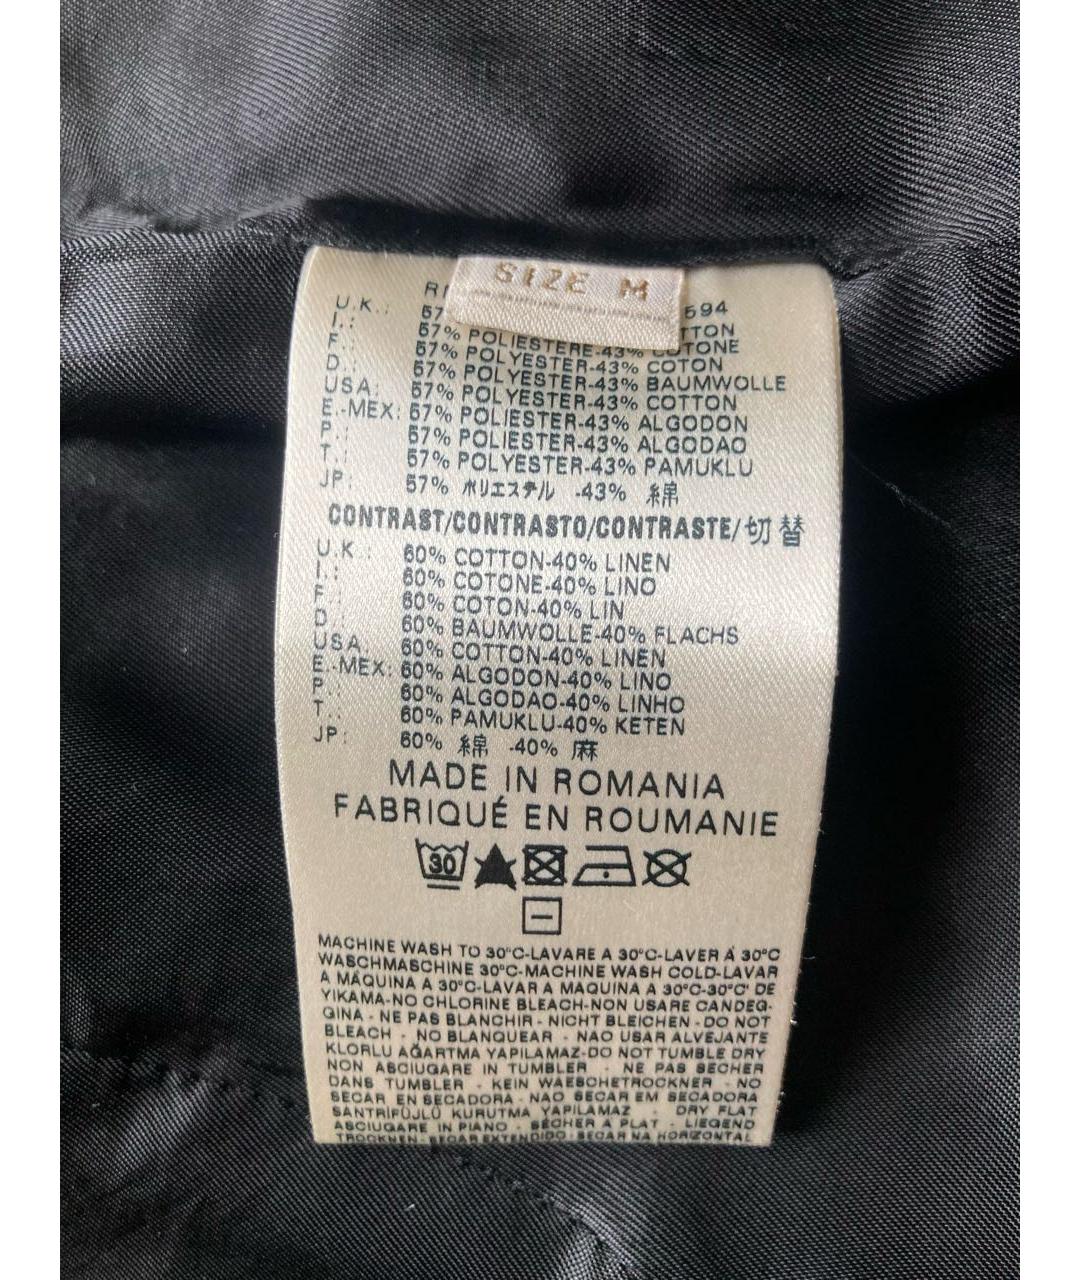 SIZE M
594
U.K.: 57
I.: 57% POLIESTERE-43% COTONE
F.: 57% POLYESTER-43% COTON
D.: 57% POLYESTER-43% BAUMWOLLE
USA: 57% POLYESTER-43% COTTON
E.-MEX: 57% POLIESTER-43% ALGODON
P.: 57% POLIESTER-43% ALGODAO
T.: 57% POLYESTER-43% PAMUKLU
JP: 57% ポリエステル -43% 綿
CONTRAST/CONTRASTO/CONTRASTE/切替
U.K.: 60% COTTON-40% LINEN
I.: 60% COTONE-40% LINO
F.: 60% COTON-40% LIN
D.: 60% BAUMWOLLE-40% FLACHS
USA. 60% COTTON-40% LINEN
E.-MEX: 60% ALGODON-40% LINO
P.: 60% ALGODAO-40% LINHO
T.: 60% PAMUKLU-40% KETEN
JP: 60% 綿 -40% 麻
MADE IN ROMANIA
FABRIQUÉ EN ROUMANIE
30
MACHINE WASH TO 30°C-LAVARE A 30°C-LAVER Á 30°C
WASCHMASCHINE 30°C-MACHINE WASH COLD-LAVAR
A MÁQUINA A 30°C-LAVAR A MAQUINA A 30°C-30°C' DE
YIKAMA-NO CHLORINE BLEACH-NON USARE CANDEG-
GINA - NE PAS BLANCHIR - NICHT BLEICHEN - DO NOT
BLEACH - NO BLANQUEAR - NAO USAR ALVEJANTE
KLORLU AĞARTMA YAPILAMAZ-DO NOT TUMBLE DRY
NON ASCIUGARE IN TUMBLER - NE PAS SECHER
DANS TUMBLER - KEIN WAESCHETROCKNER - NO
SECAR EN SECADORA - NAO SECAR EM SECADORA
SANTRIFÜJLÜ KURUTMA YAPILAMAZ - DRY FLAT
ASCIUGARE IN PIANO - SÉCHER A PLAT - LIEGEND
TROCKNEN - SECAR EXTENDIDO SECAR NA HORIZONTAL